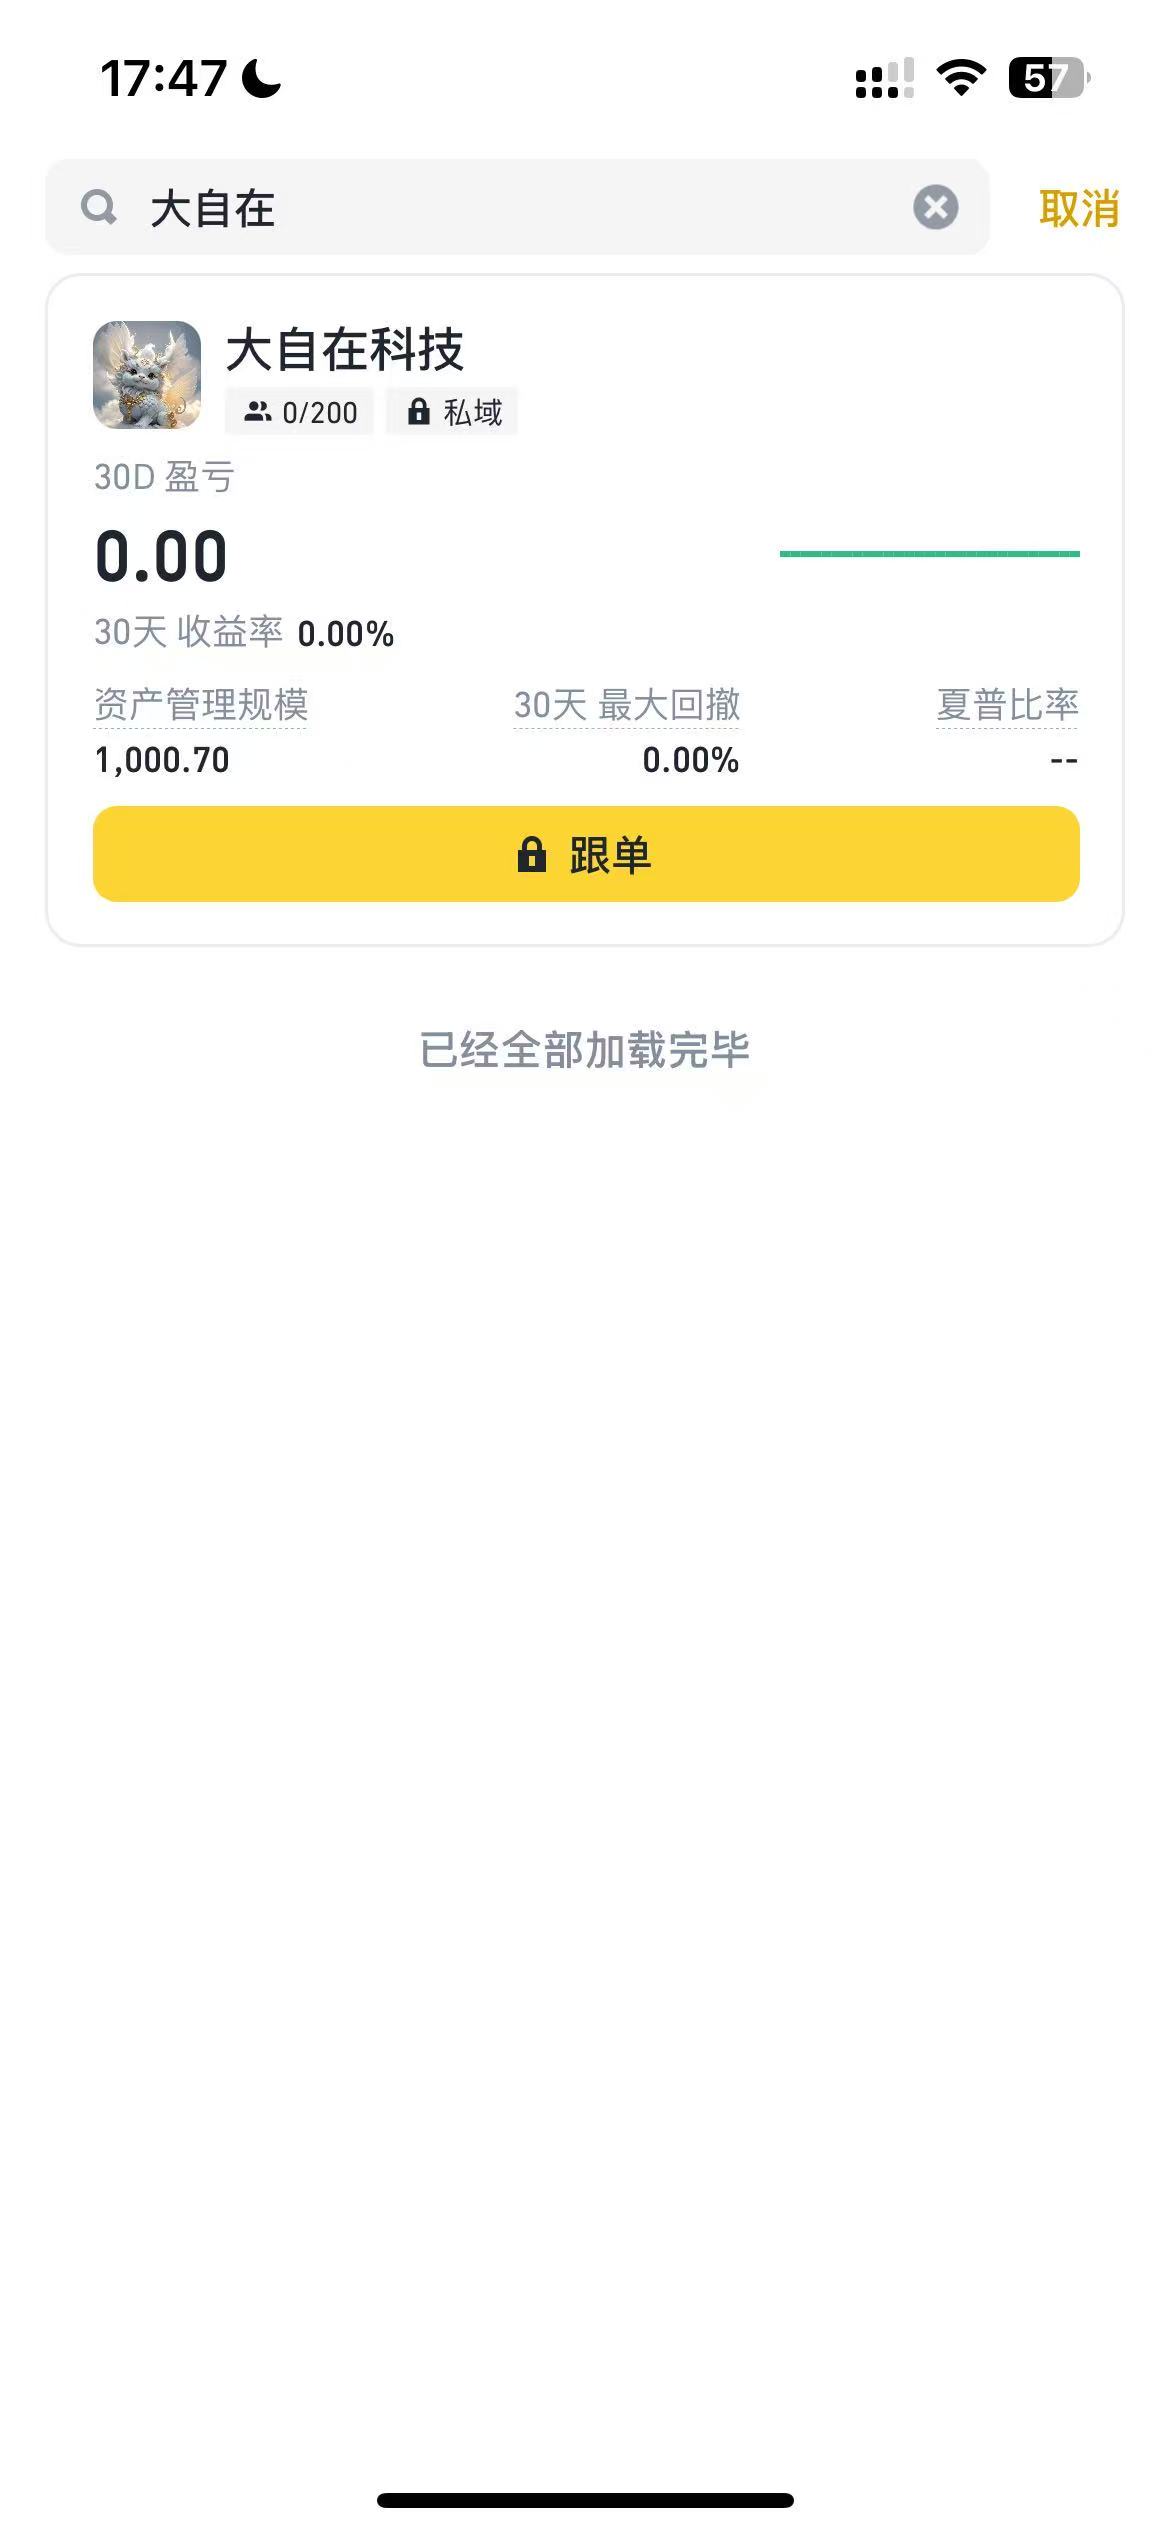 17:47
57
大自在
取消
大自在科技
0/200 私域
30D 盈亏
0.00
30天 收益率 0.00%
资产管理规模 30天 最大回撤 夏普比率
1,000.70 0.00% --
跟单
已经全部加载完毕